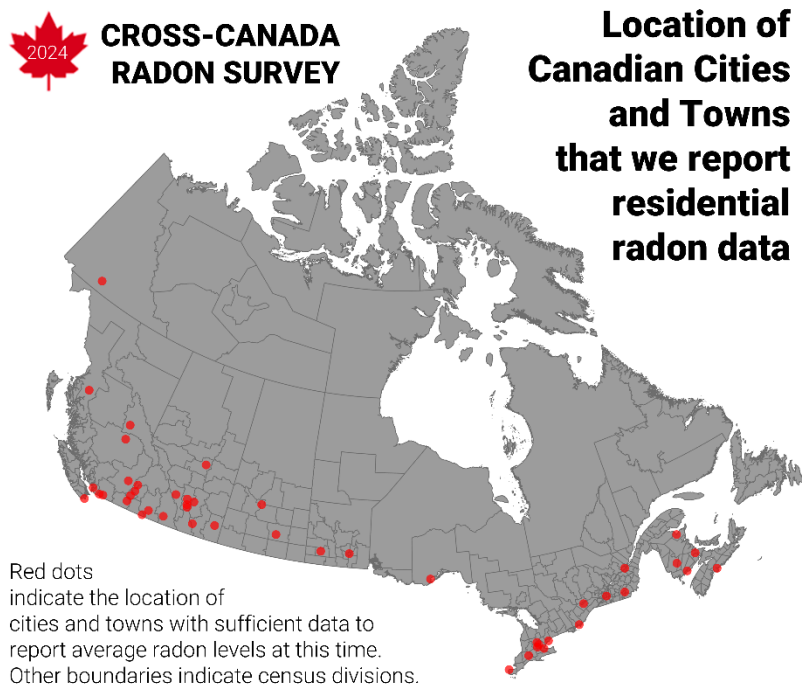 2024
CROSS-CANADA
RADON SURVEY
Location of
Canadian Cities
and Towns
that we report
residential
radon data
Red dots
indicate the location of
cities and towns with sufficient data to
report average radon levels at this time.
Other boundaries indicate census divisions.